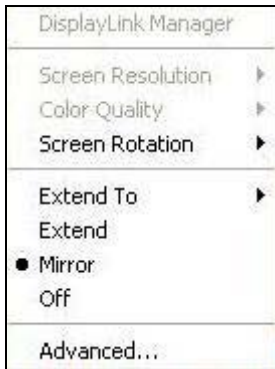 DisplayLink Manager
Screen Resolution
Color Quality
Screen Rotation
Extend To
Extend
Mirror
Off
Advanced...